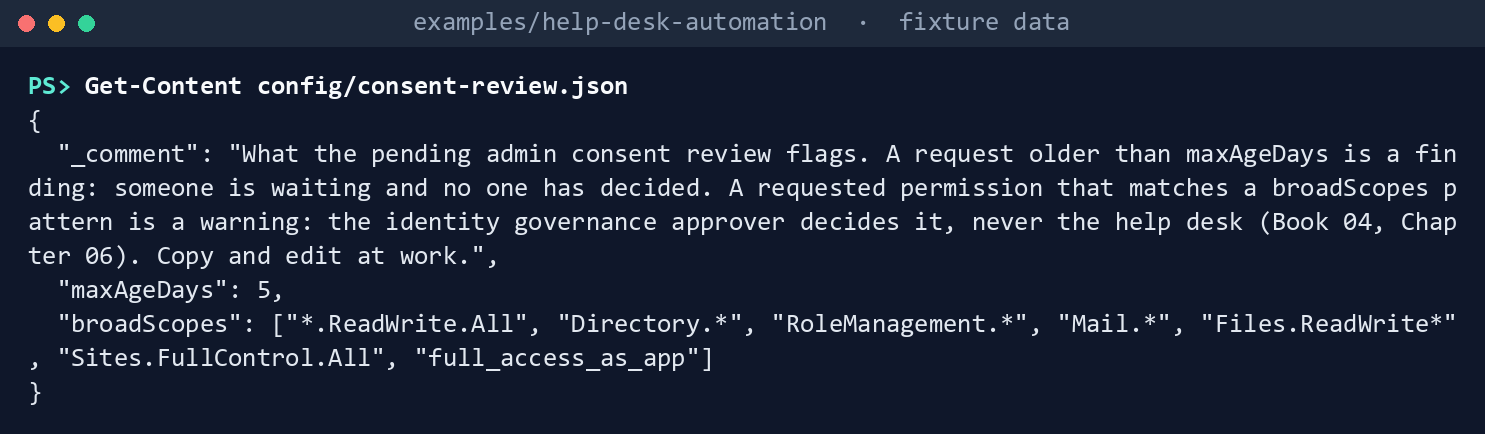 examples/help-desk-automation  ·  fixture data
PS> Get-Content config/consent-review.json
{
  "_comment": "What the pending admin consent review flags. A request older than maxAgeDays is a fin
ding: someone is waiting and no one has decided. A requested permission that matches a broadScopes p
attern is a warning: the identity governance approver decides it, never the help desk (Book 04, Chap
ter 06). Copy and edit at work.",
  "maxAgeDays": 5,
  "broadScopes": ["*.ReadWrite.All", "Directory.*", "RoleManagement.*", "Mail.*", "Files.ReadWrite*"
, "Sites.FullControl.All", "full_access_as_app"]
}